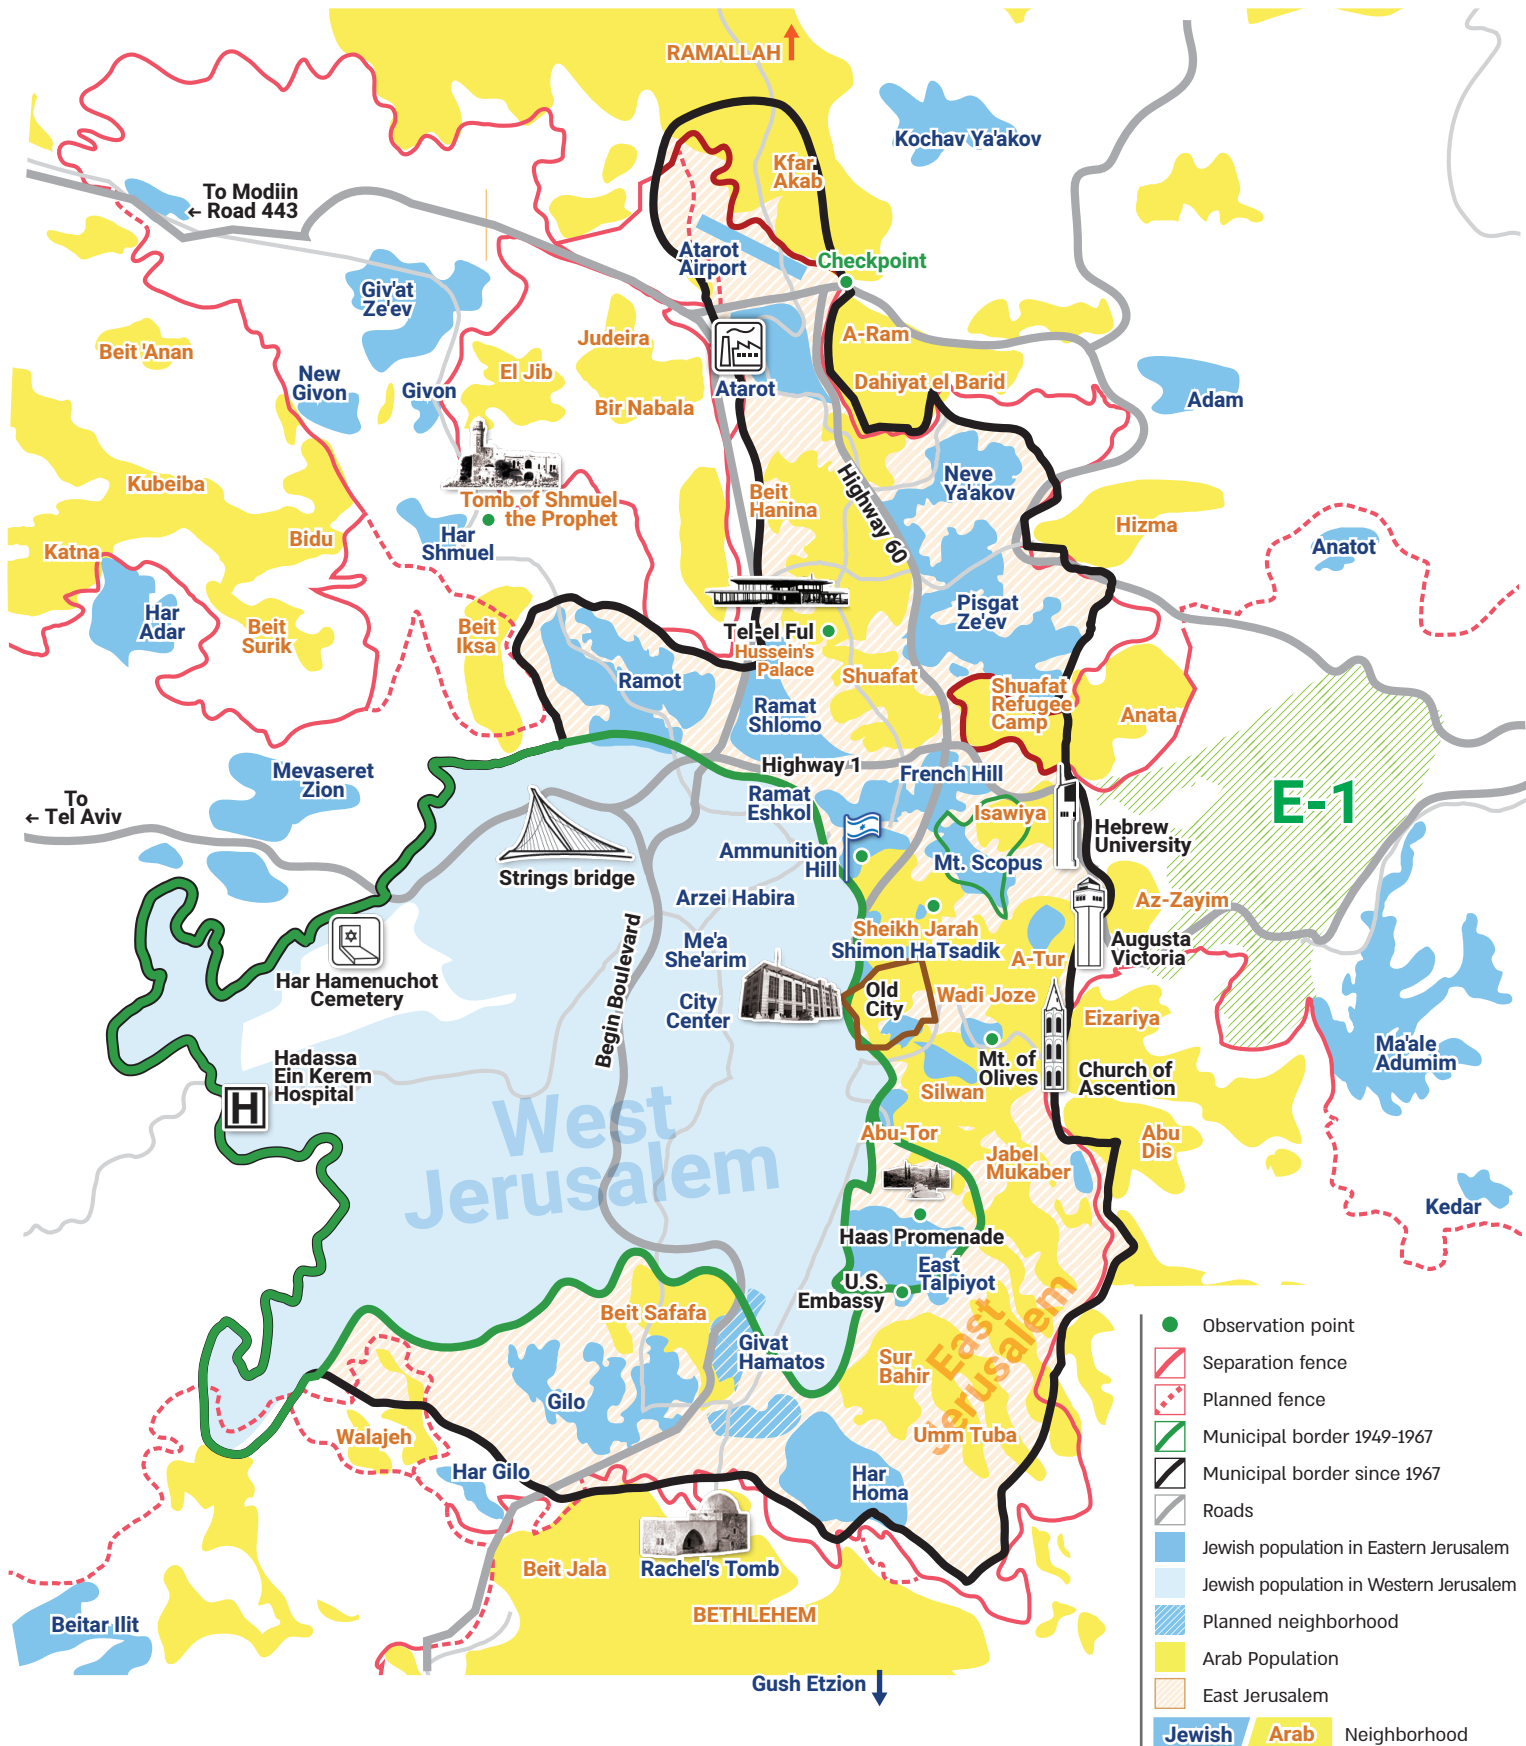 RAMALLAH
Kochav Ya'akov
Kfar
Akab
To Modiin
← Road 443
Atarot
Airport
Checkpoint
Giv'at
Ze'ev
Beit 'Anan
Judeira
A-Ram
New
Givon
Givon
El Jib
Bir Nabala
Atarot
Dahiyat el Barid
Adam
Kubeiba
Tomb of Shmuel
the Prophet
Beit
Hanina
Highway 60
Neve
Ya'akov
Hizma
Katna
Bidu
Har
Shmuel
Anatot
Har
Adar
Beit
Surik
Beit
Iksa
Tel-el Ful
Hussein's
Palace
Pisgat
Ze'ev
Ramot
Shuafat
Shuafat
Refugee
Camp
Anata
Ramat
Shlomo
Mevaseret
Zion
Highway 1
French Hill
To
← Tel Aviv
Ramat
Eshkol
Isawiya
E-1
Hebrew
University
Strings bridge
Ammunition
Hill
Mt. Scopus
Arzei Habira
Az-Zayim
Sheikh Jarah
Shimon HaTsadik
Me'a
She'arim
Begin Boulevard
A-Tur
Augusta
Victoria
Har Hamenuchot
Cemetery
City
Center
Old
City
Wadi Joze
Eizariya
Hadassa
Ein Kerem
Hospital
H
Mt. of
Olives
Church of
Ascention
Ma'ale
Adumim
Silwan
West
Jerusalem
Abu-Tor
Jabel
Mukaber
Abu
Dis
Kedar
Haas Promenade
East
Talpiyot
U.S.
Embassy
Beit Safafa
Givat
Hamatos
Sur
Bahir
East
Jerusalem
Gilo
Umm Tuba
Walajeh
Har Gilo
Har
Homa
Beit Jala
Rachel's Tomb
BETHLEHEM
Beitar Ilit
Gush Etzion
Observation point
Separation fence
Planned fence
Municipal border 1949-1967
Municipal border since 1967
Roads
Jewish population in Eastern Jerusalem
Jewish population in Western Jerusalem
Planned neighborhood
Arab Population
East Jerusalem
Jewish / Arab Neighborhood